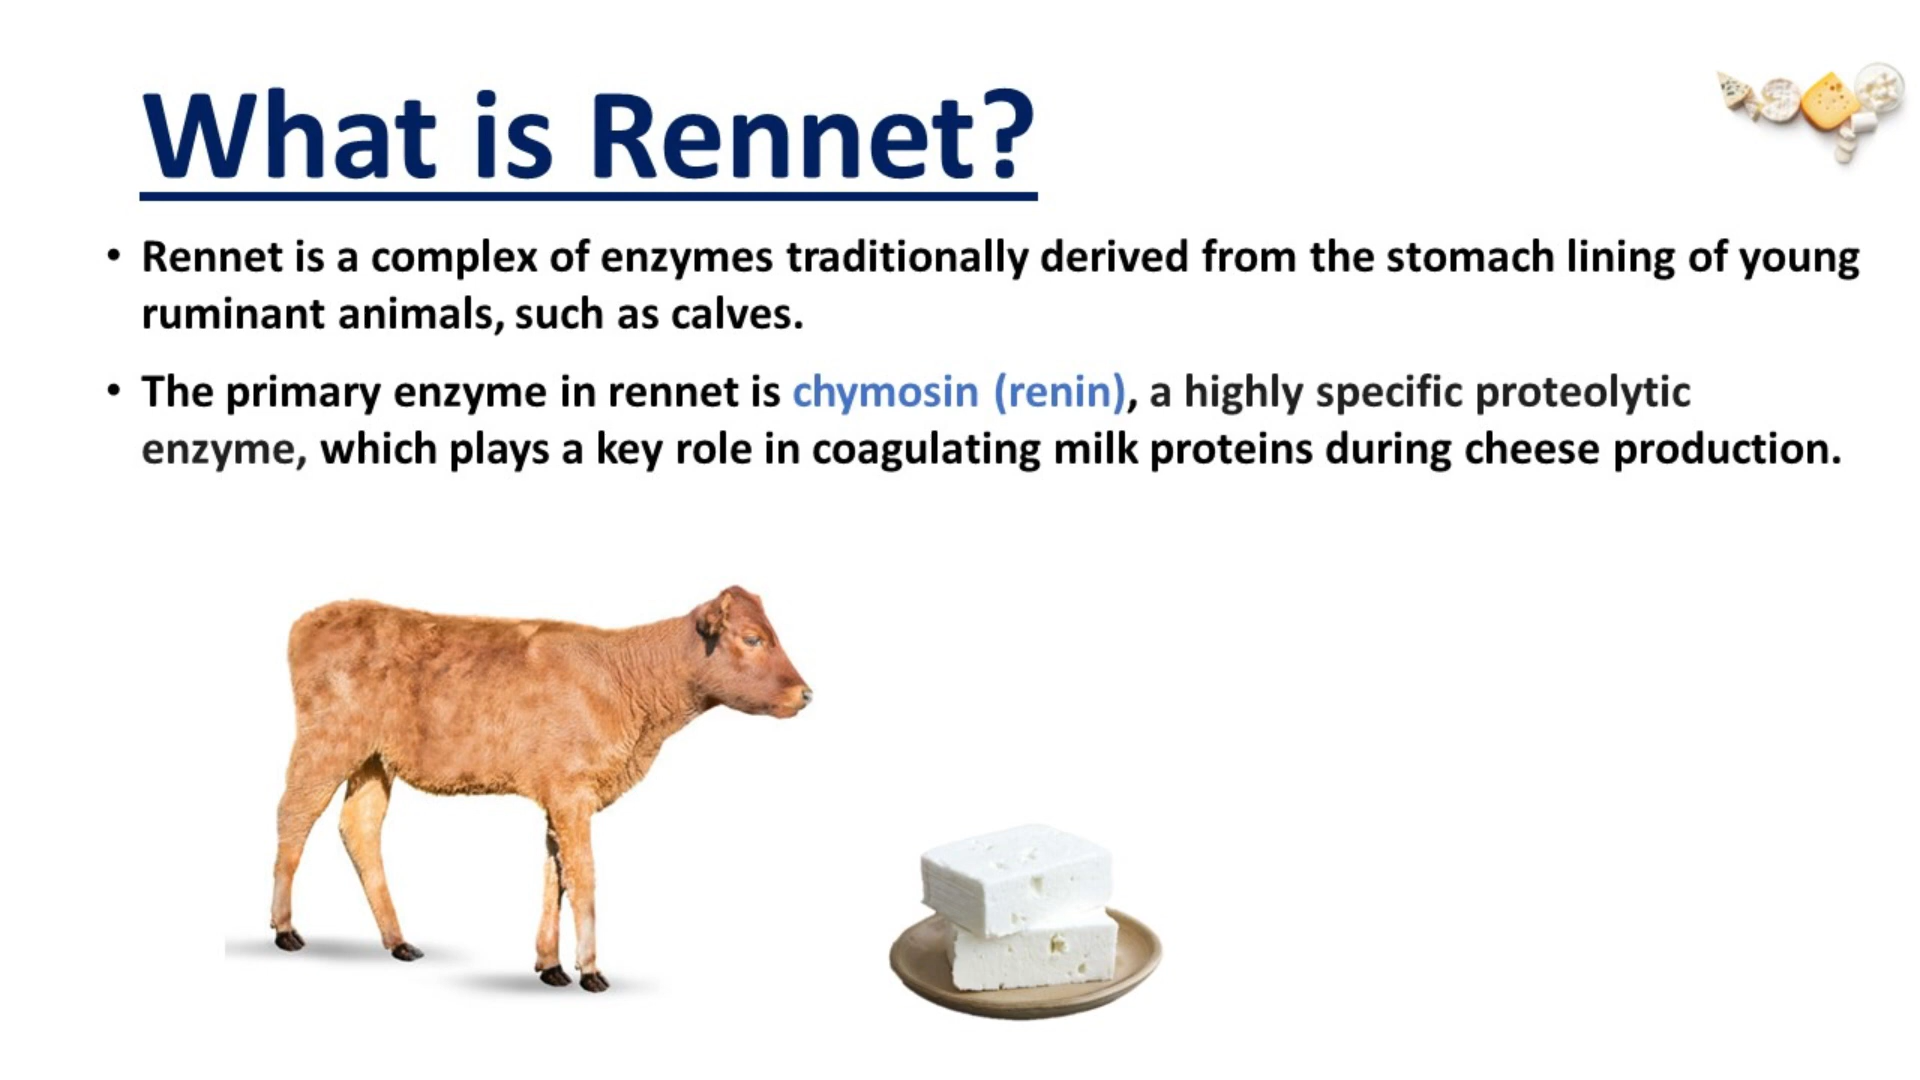 What is Rennet?
• Rennet is a complex of enzymes traditionally derived from the stomach lining of young
ruminant animals, such as calves.
• The primary enzyme in rennet is chymosin (renin), a highly specific proteolytic
enzyme, which plays a key role in coagulating milk proteins during cheese production.